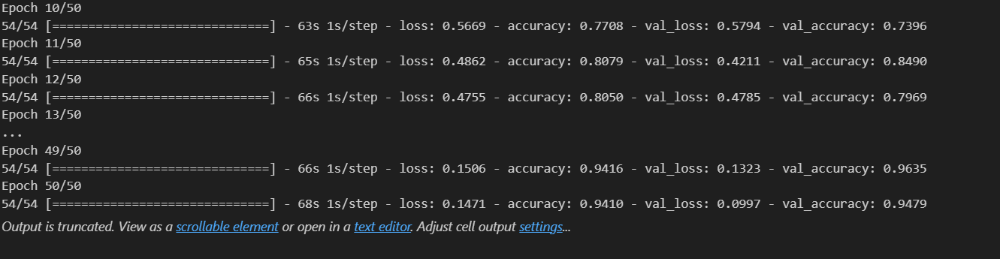 Epoch 10/50
54/54 [==============================] - 63s 1s/step - loss: 0.5669 - accuracy: 0.7708 - val_loss: 0.5794 - val_accuracy: 0.7396
Epoch 11/50
54/54 [==============================] - 65s 1s/step - loss: 0.4862 - accuracy: 0.8079 - val_loss: 0.4211 - val_accuracy: 0.8490
Epoch 12/50
54/54 [==============================] - 66s 1s/step - loss: 0.4755 - accuracy: 0.8050 - val_loss: 0.4785 - val_accuracy: 0.7969
Epoch 13/50
...
Epoch 49/50
54/54 [==============================] - 66s 1s/step - loss: 0.1506 - accuracy: 0.9416 - val_loss: 0.1323 - val_accuracy: 0.9635
Epoch 50/50
54/54 [==============================] - 68s 1s/step - loss: 0.1471 - accuracy: 0.9410 - val_loss: 0.0997 - val_accuracy: 0.9479
Output is truncated. View as a scrollable element or open in a text editor. Adjust cell output settings...